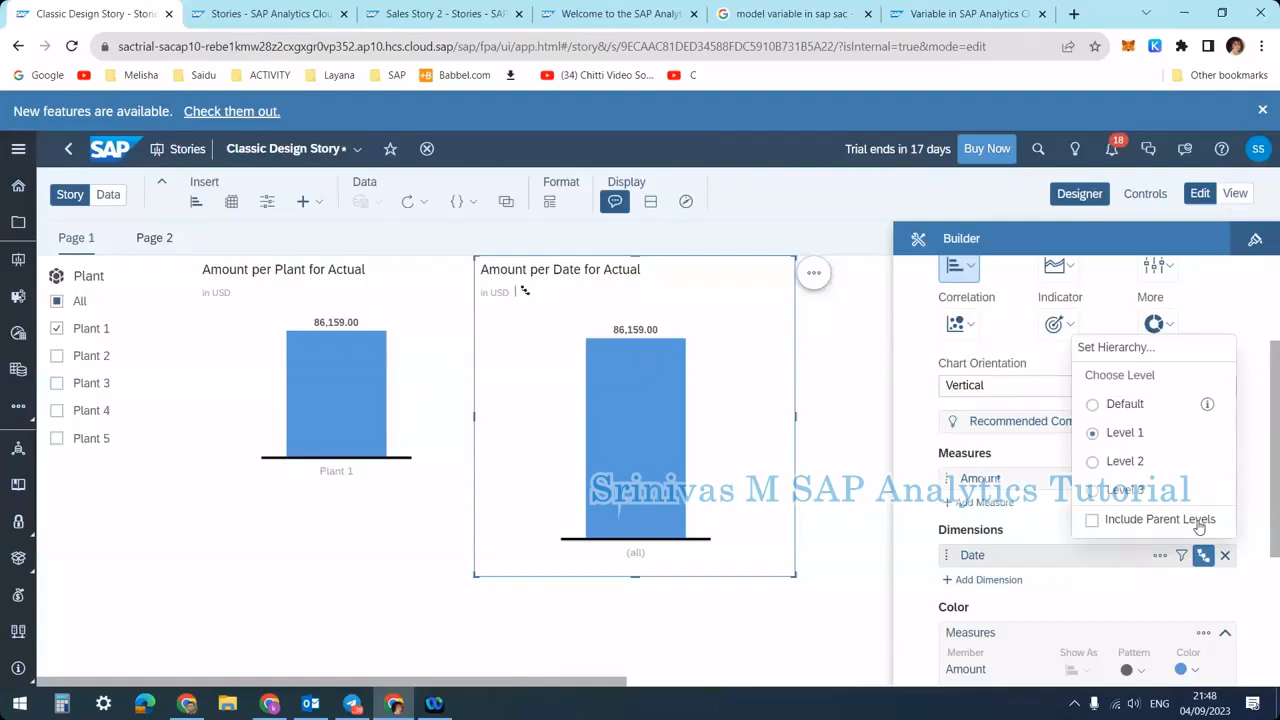 Classic Design Story - Storie
Stories - SAP Analytics Clou
Sales Story 2 - Stories - SAP
Welcome to the SAP Analyt
model variable in sap sac -
Variable in SAP Analytics Cl
sactrial-sacap10-rebe1kmw28z2cxgxgr0vp352.ap10.hcs.cloud.sap/sap/fpa/ui/app.html#/story&/s/9ECAAC81DED34588FDC5910B731B5A22/?isInternal=true&mode=edit
Google
Melisha
Saidu
ACTIVITY
Layana
SAP
Babbel.com
(34) Chitti Video So...
C
Other bookmarks
New features are available. Check them out.
SAP
Stories
Classic Design Story*
Trial ends in 17 days
Buy Now
18
SS
Story
Data
Insert
Data
Format
Display
Designer
Controls
Edit
View
Page 1
Page 2
Plant
All
Plant 1
Plant 2
Plant 3
Plant 4
Plant 5
Amount per Plant for Actual
in USD
86,159.00
Plant 1
Amount per Date for Actual
in USD
86,159.00
(all)
Builder
Correlation
Indicator
More
Chart Orientation
Vertical
Recommended Com
Set Hierarchy...
Choose Level
Default
Level 1
Level 2
Level 3
Include Parent Levels
Measures
Amount
+ Add Measure
Srinivas M SAP Analytics Tutorial
Dimensions
Date
+ Add Dimension
Color
Measures
Member
Show As
Pattern
Color
Amount
ENG
21:48
04/09/2023